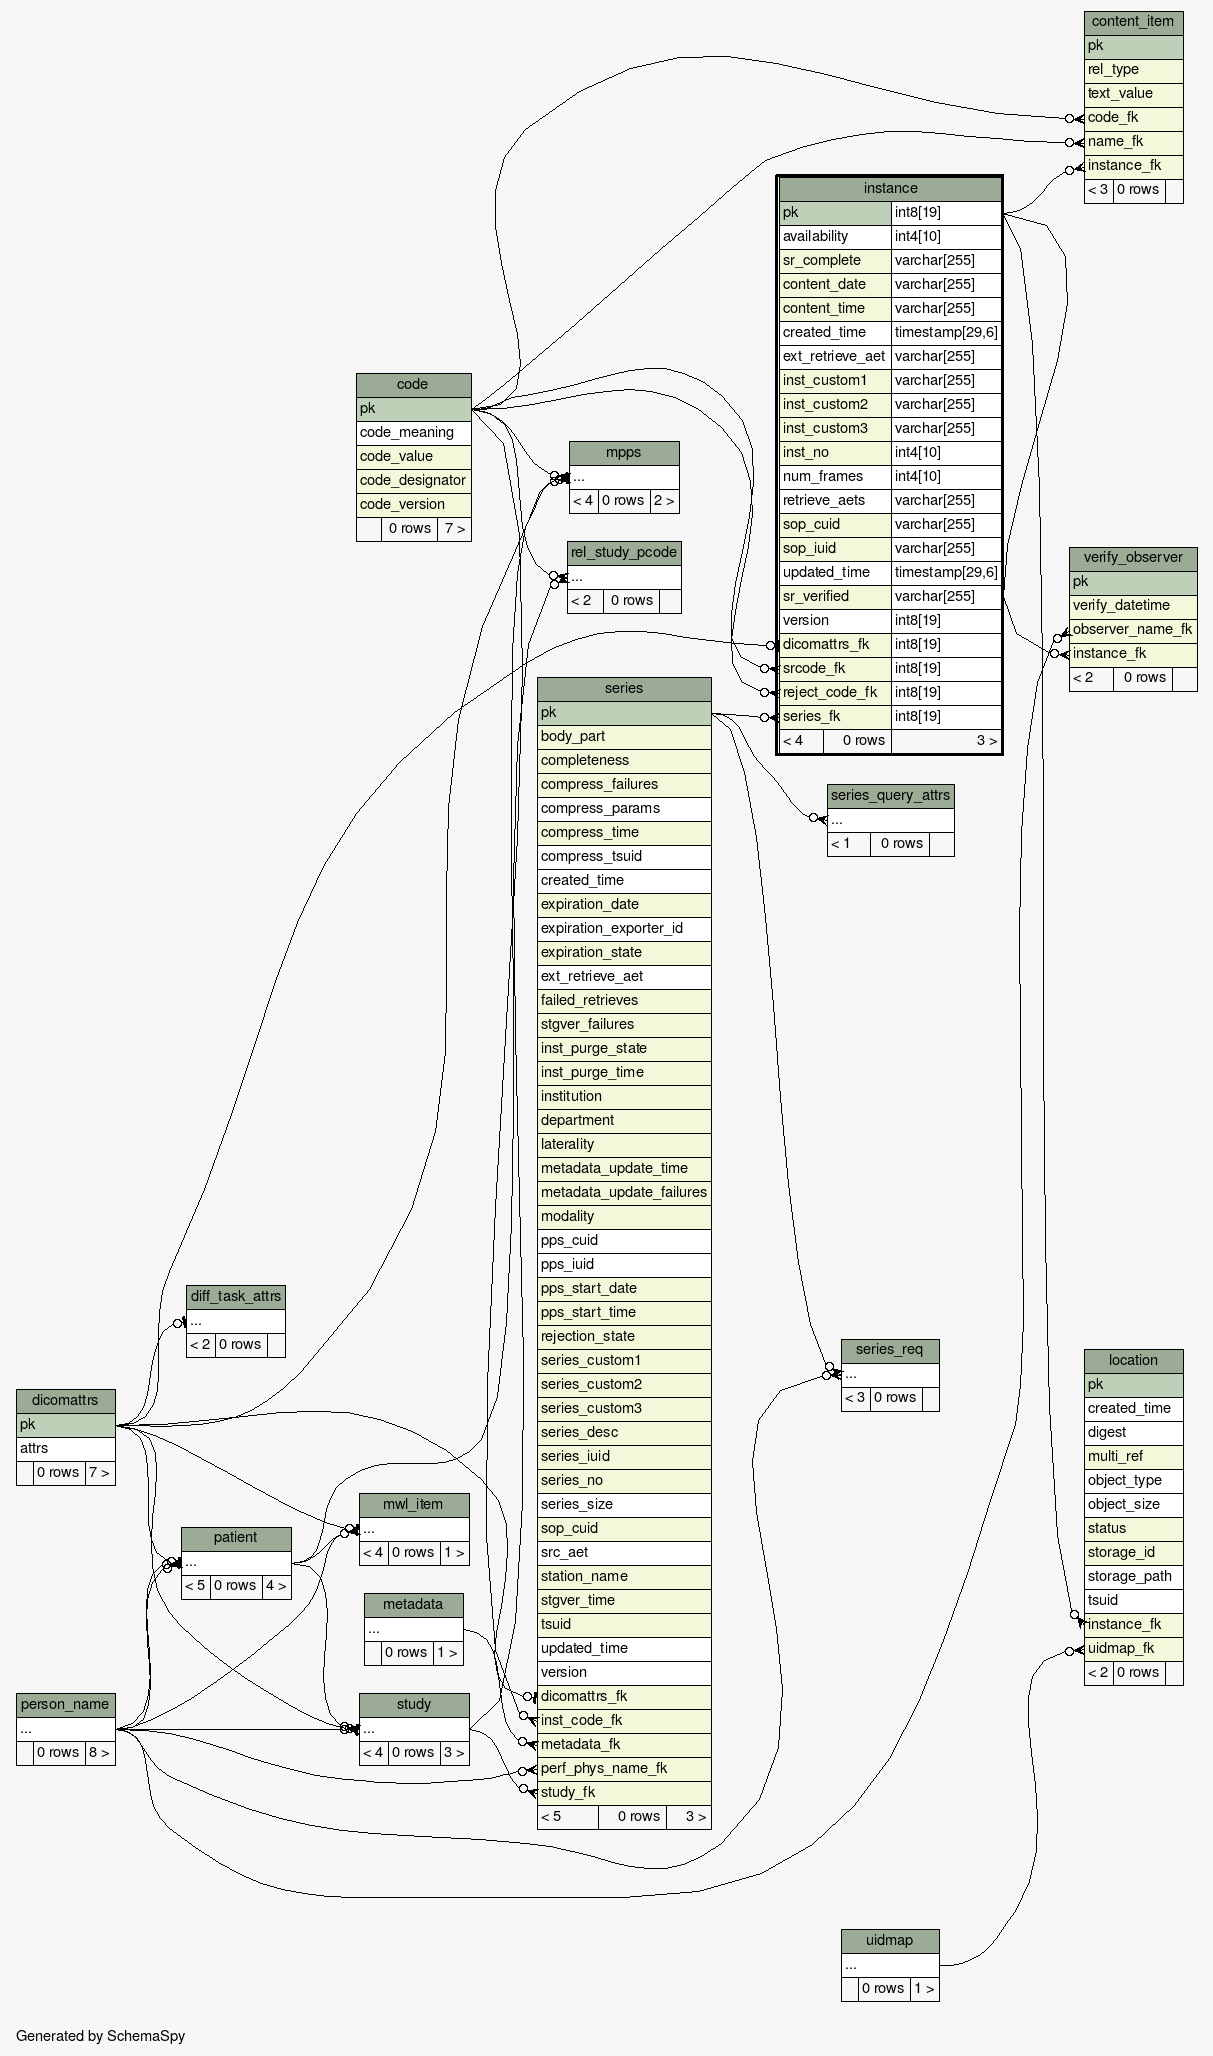 content_item
pk
rel_type
text_value
code_fk
name_fk
instance_fk
< 3 0 rows
instance
pk int8[19]
availability int4[10]
sr_complete varchar[255]
content_date varchar[255]
content_time varchar[255]
created_time timestamp[29,6]
ext_retrieve_aet varchar[255]
inst_custom1 varchar[255]
inst_custom2 varchar[255]
inst_custom3 varchar[255]
inst_no int4[10]
num_frames int4[10]
retrieve_aets varchar[255]
sop_cuid varchar[255]
sop_iuid varchar[255]
updated_time timestamp[29,6]
sr_verified varchar[255]
version int8[19]
dicomattrs_fk int8[19]
srcode_fk int8[19]
reject_code_fk int8[19]
series_fk int8[19]
< 4 0 rows 3 >
code
pk
code_meaning
code_value
code_designator
code_version
0 rows 7 >
mpps
...
< 4 0 rows 2 >
rel_study_pcode
...
< 2 0 rows
verify_observer
pk
verify_datetime
observer_name_fk
instance_fk
< 2 0 rows
series
pk
body_part
completeness
compress_failures
compress_params
compress_time
compress_tsuid
created_time
expiration_date
expiration_exporter_id
expiration_state
ext_retrieve_aet
failed_retrieves
stgver_failures
inst_purge_state
inst_purge_time
institution
department
laterality
metadata_update_time
metadata_update_failures
modality
pps_cuid
pps_iuid
pps_start_date
pps_start_time
rejection_state
series_custom1
series_custom2
series_custom3
series_desc
series_iuid
series_no
series_size
sop_cuid
src_aet
station_name
stgver_time
tsuid
updated_time
version
dicomattrs_fk
inst_code_fk
metadata_fk
perf_phys_name_fk
study_fk
< 5 0 rows 3 >
series_query_attrs
...
< 1 0 rows
diff_task_attrs
...
< 2 0 rows
series_req
...
< 3 0 rows
location
pk
created_time
digest
multi_ref
object_type
object_size
status
storage_id
storage_path
tsuid
instance_fk
uidmap_fk
< 2 0 rows
dicomattrs
pk
attrs
0 rows 7 >
mwl_item
...
< 4 0 rows 1 >
patient
...
< 5 0 rows 4 >
metadata
...
0 rows 1 >
person_name
...
0 rows 8 >
study
...
< 4 0 rows 3 >
uidmap
...
0 rows 1 >
Generated by SchemaSpy